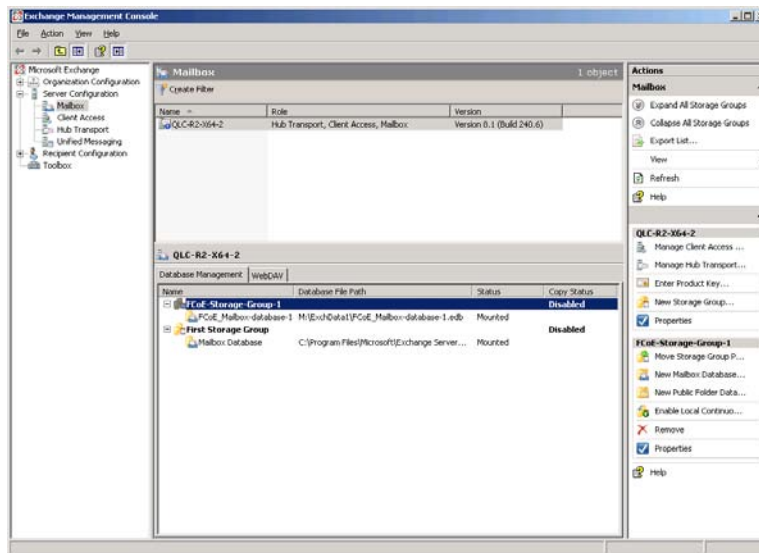 Exchange Management Console
File Action View Help
Microsoft Exchange
Organization Configuration
Server Configuration
Mailbox
Client Access
Hub Transport
Unified Messaging
Recipient Configuration
Toolbox
Mailbox 1 object
Create Filter
Name Role Version
QLC-R2-X64-2 Hub Transport, Client Access, Mailbox Version 8.1 (Build 240.6)
QLC-R2-X64-2
Database Management WebDAV
Name Database File Path Status Copy Status
FCoE-Storage-Group-1 Disabled
FCoE_Mailbox-database-1 M:\ExchData1\FCoE_Mailbox-database-1.edb Mounted
First Storage Group Disabled
Mailbox Database C:\Program Files\Microsoft\Exchange Server... Mounted
Actions
Mailbox
Expand All Storage Groups
Collapse All Storage Groups
Export List...
View
Refresh
Help
QLC-R2-X64-2
Manage Client Access ...
Manage Hub Transport...
Enter Product Key...
New Storage Group...
Properties
FCoE-Storage-Group-1
Move Storage Group P...
New Mailbox Database...
New Public Folder Data...
Enable Local Continuo...
Remove
Properties
Help